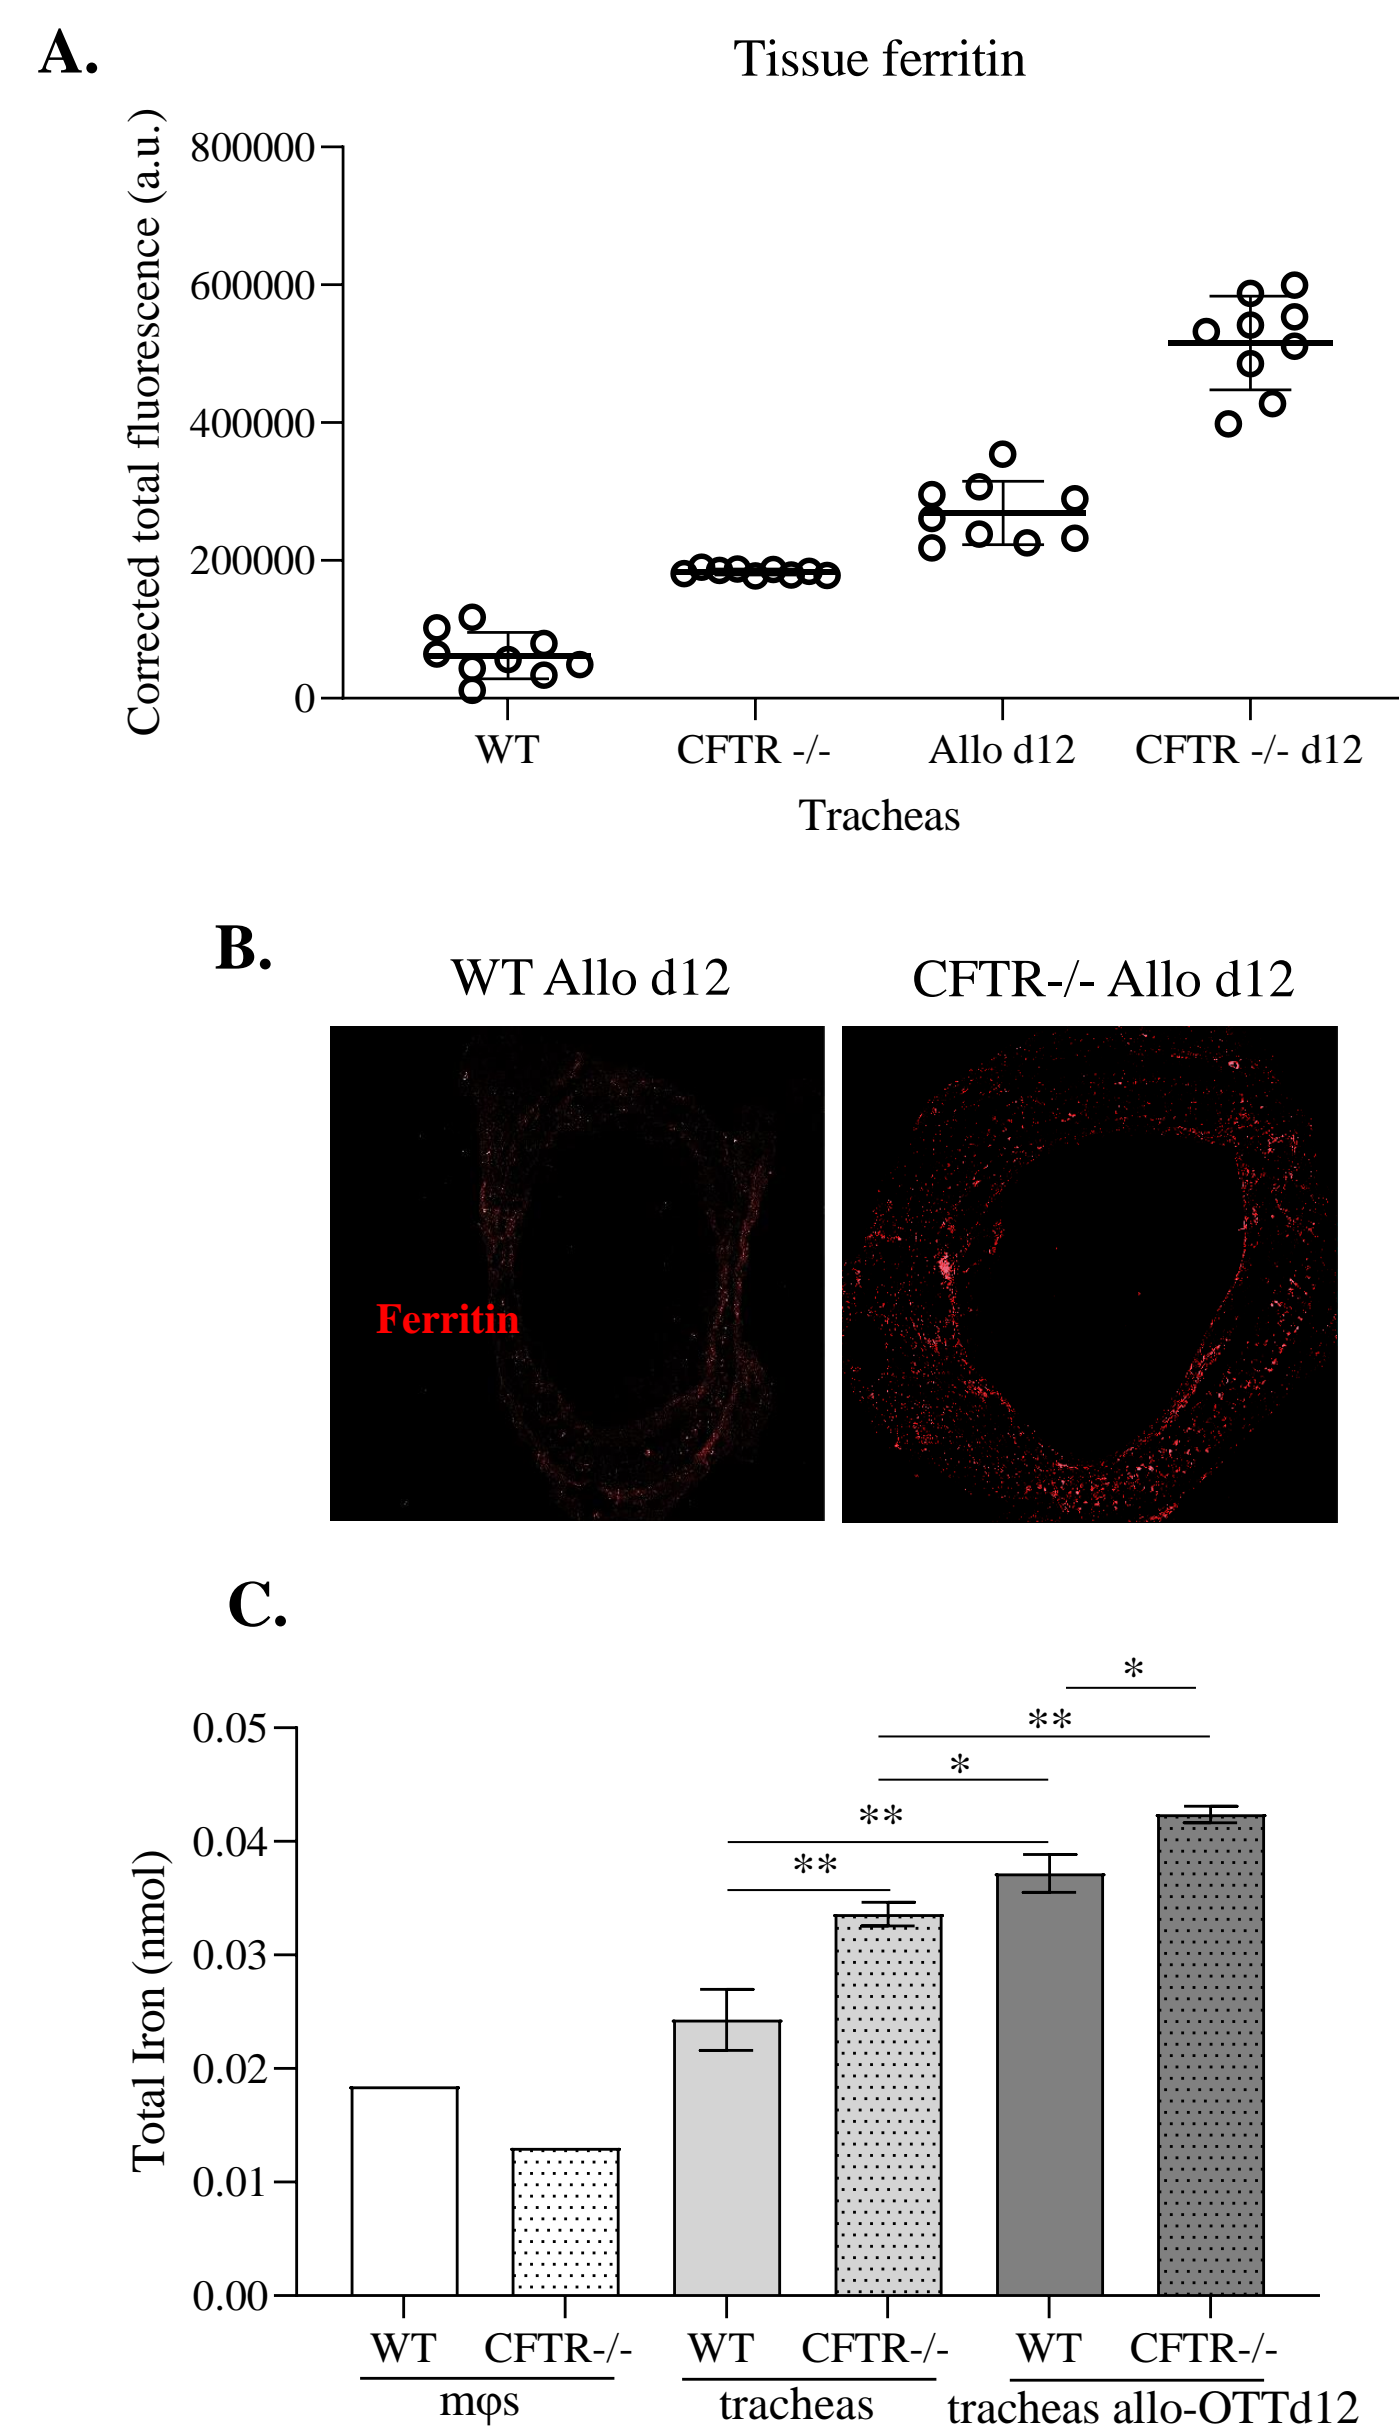 A.
Tissue ferritin
Corrected total fluorescence (a.u.)
800000
600000
400000
200000
0
WT CFTR -/- Allo d12 CFTR -/- d12
Tracheas
B.
WT Allo d12 CFTR-/- Allo d12
Ferritin
C.
*
**
*
**
**
Total Iron (nmol)
0.05
0.04
0.03
0.02
0.01
0.00
WT CFTR-/- WT CFTR-/- WT CFTR-/-
mφs tracheas tracheas allo-OTTd12